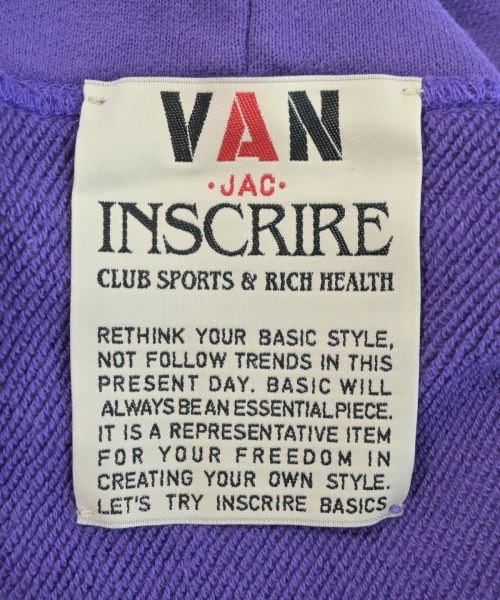 VAN
·JAC·
INSCRIRE
CLUB SPORTS & RICH HEALTH
RETHINK YOUR BASIC STYLE,
NOT FOLLOW TRENDS IN THIS
PRESENT DAY. BASIC WILL
ALWAYS BE AN ESSENTIAL PIECE.
IT IS A REPRESENTATIVE ITEM
FOR YOUR FREEDOM IN
CREATING YOUR OWN STYLE.
LET'S TRY INSCRIRE BASICS